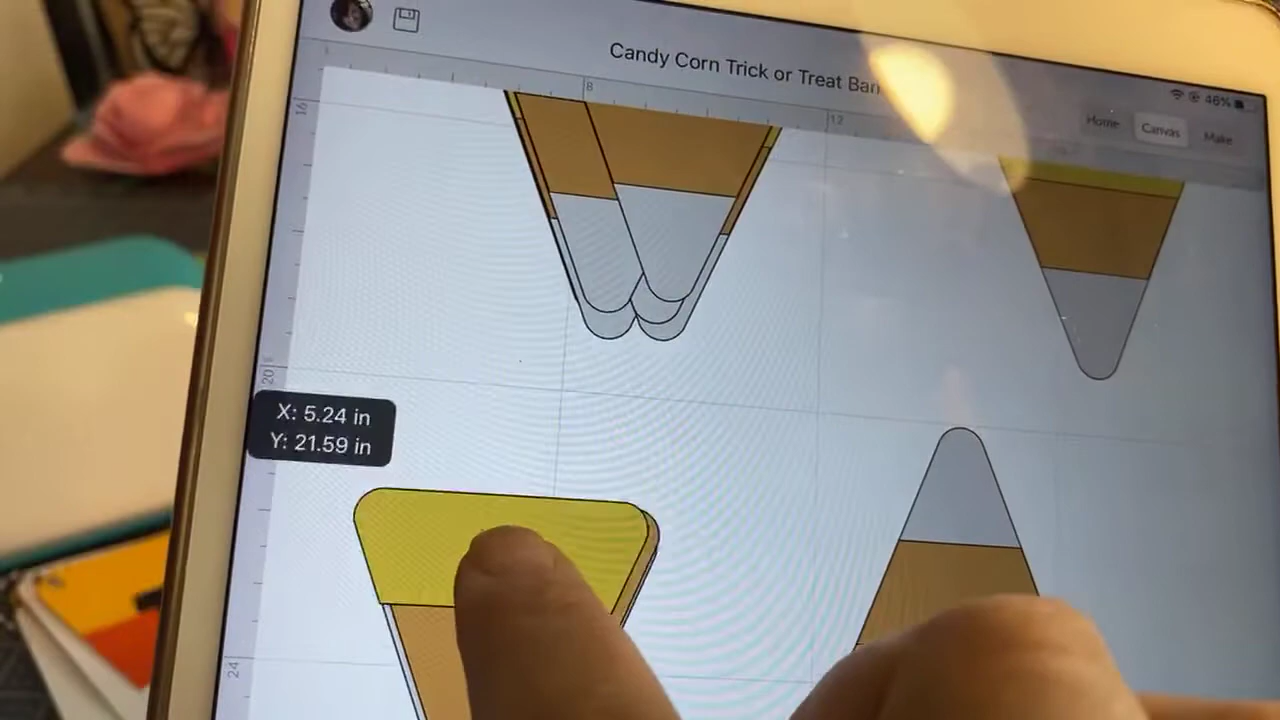 Candy Corn Trick or Treat Ban
46%
Home
Canvas
Make
8
12
16
20
24
X: 5.24 in
Y: 21.59 in